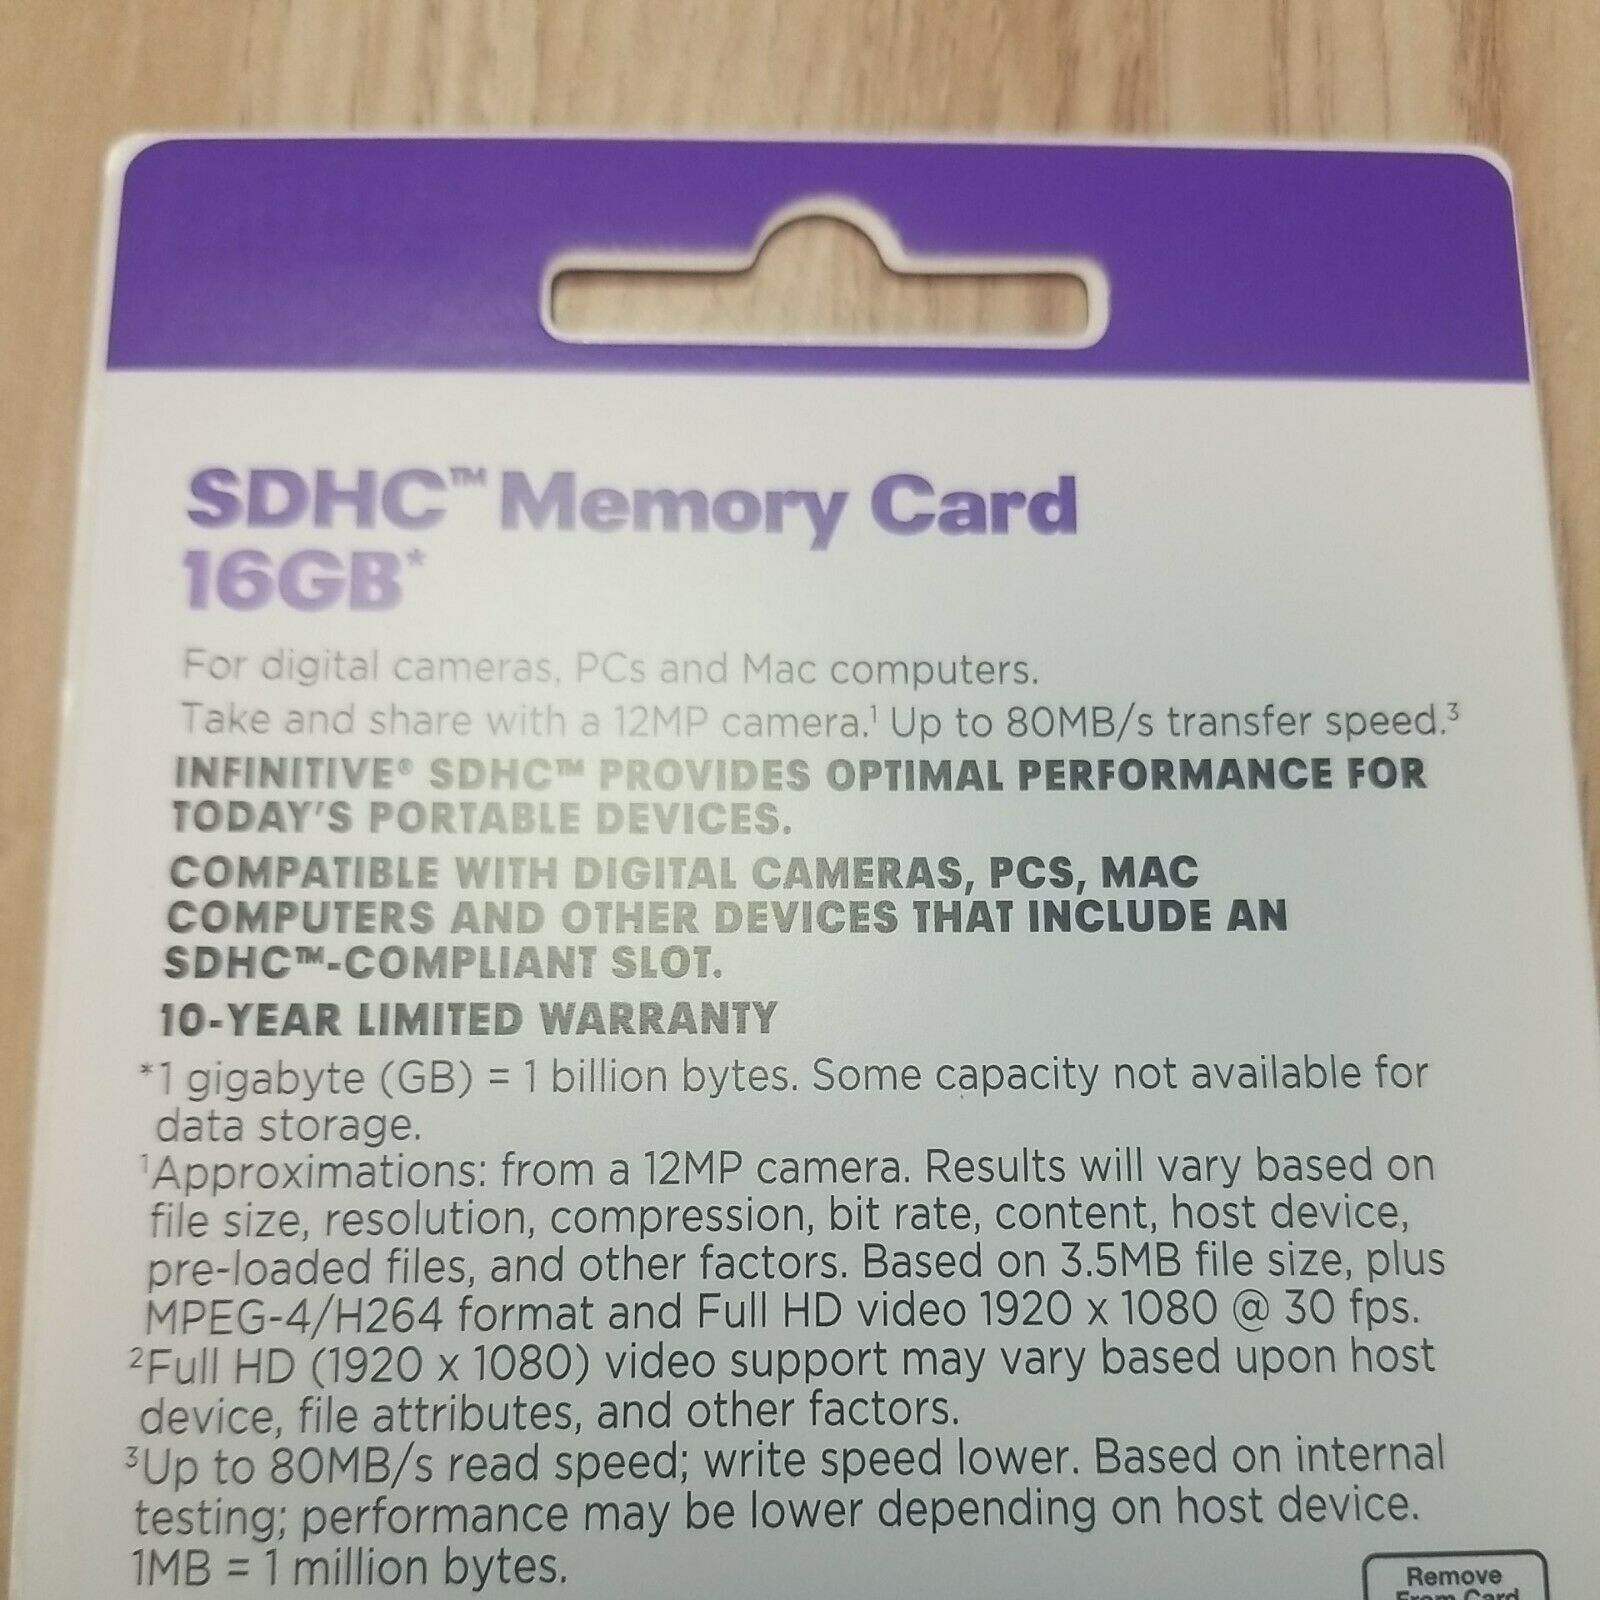 SDHC™ Memory Card
16GB*
For digital cameras, PCs and Mac computers.
Take and share with a 12MP camera.¹ Up to 80MB/s transfer speed.³
INFINITIVE® SDHC™ PROVIDES OPTIMAL PERFORMANCE FOR
TODAY'S PORTABLE DEVICES.
COMPATIBLE WITH DIGITAL CAMERAS, PCS, MAC
COMPUTERS AND OTHER DEVICES THAT INCLUDE AN
SDHC™-COMPLIANT SLOT.
10-YEAR LIMITED WARRANTY
*1 gigabyte (GB) = 1 billion bytes. Some capacity not available for
data storage.
¹Approximations: from a 12MP camera. Results will vary based on
file size, resolution, compression, bit rate, content, host device,
pre-loaded files, and other factors. Based on 3.5MB file size, plus
MPEG-4/H264 format and Full HD video 1920 x 1080 @ 30 fps.
²Full HD (1920 x 1080) video support may vary based upon host
device, file attributes, and other factors.
³Up to 80MB/s read speed; write speed lower. Based on internal
testing; performance may be lower depending on host device.
1MB = 1 million bytes.
Remove
From Card